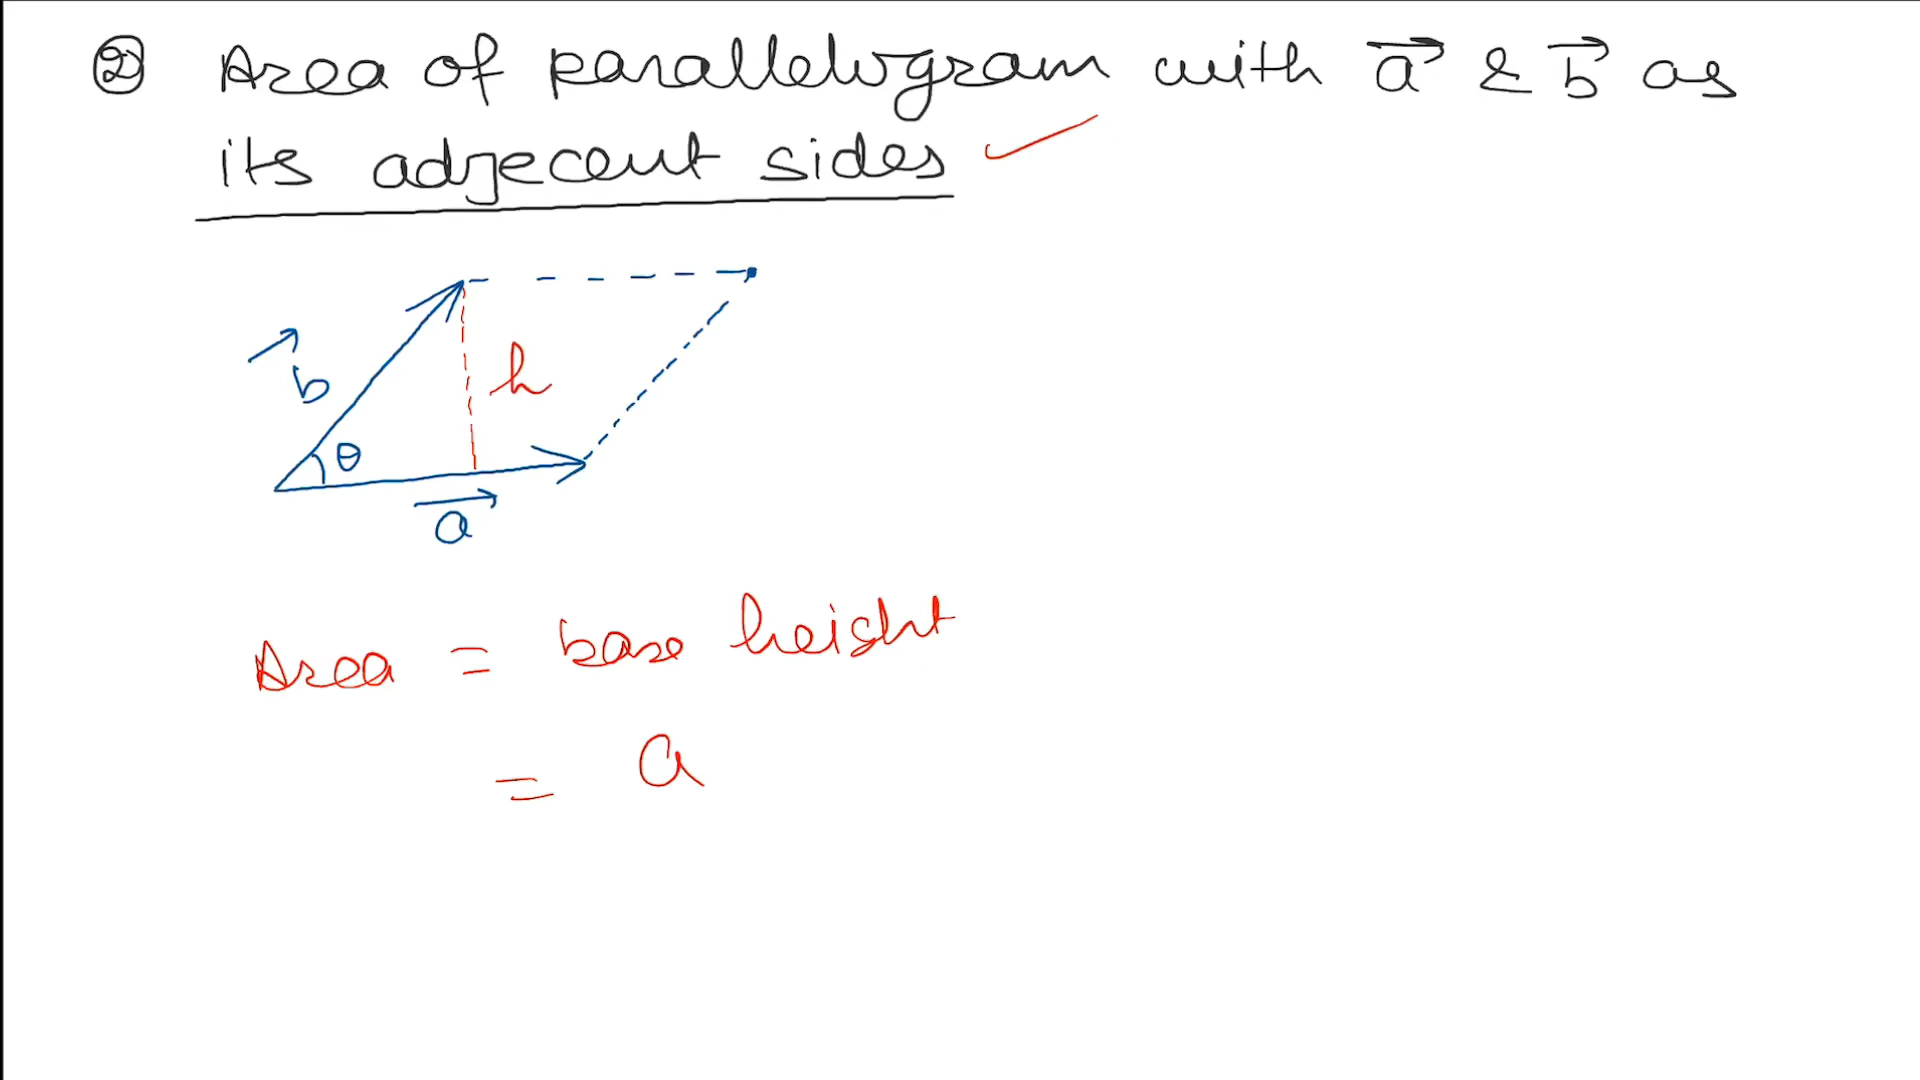 ② Area of parallelogram with a⃗ & b⃗ as
its adjecent sides
b⃗
h
θ
a⃗
Area = base height
= a